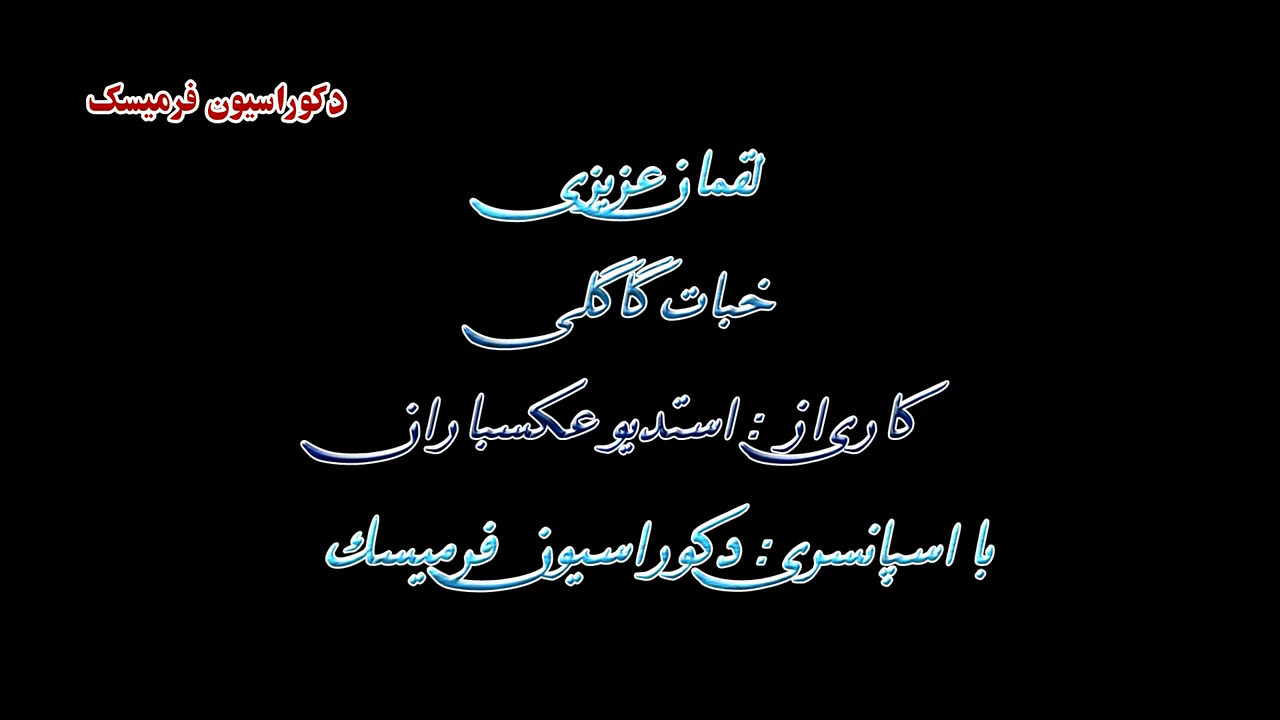 دکوراسیون فرمیسک
لقمان عزیزی
خبات گاگلی
کاری از : استدیو عکسباران
با اسپانسری : دکوراسیون فرمیسک